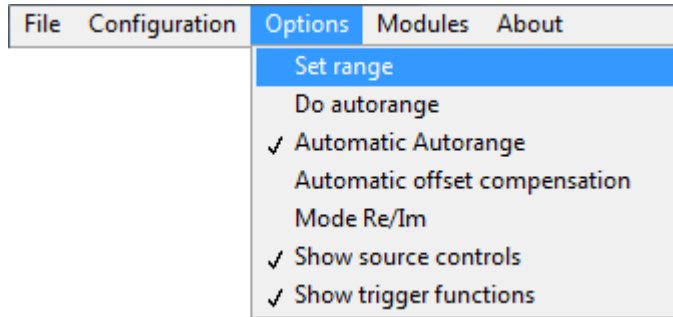 File Configuration Options Modules About
Set range
Do autorange
✓ Automatic Autorange
Automatic offset compensation
Mode Re/Im
✓ Show source controls
✓ Show trigger functions